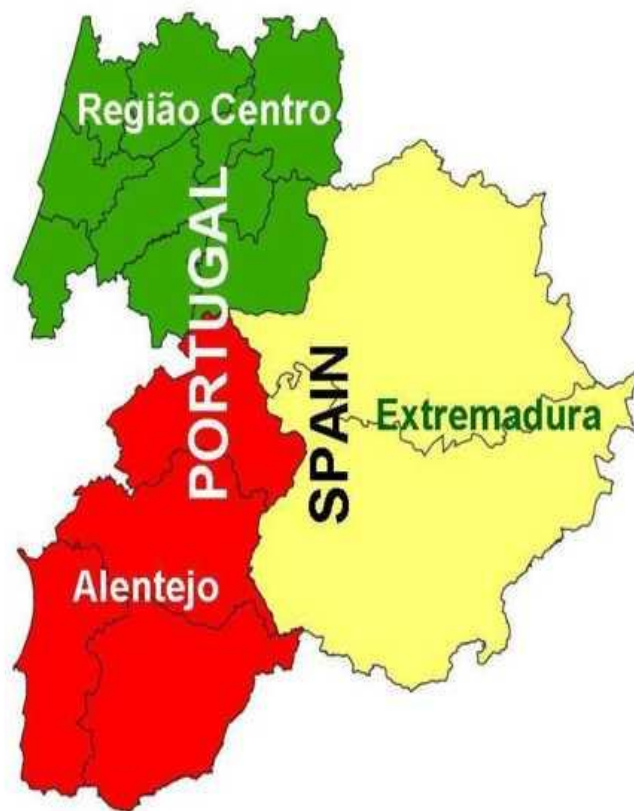 Região Centro
PORTUGAL
SPAIN
Extremadura
Alentejo